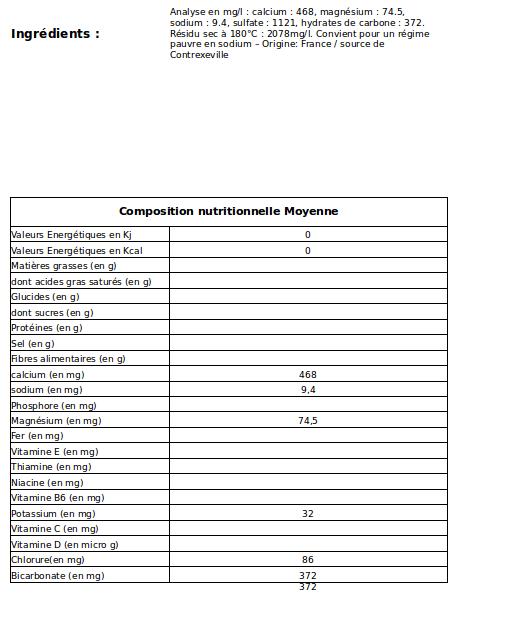 Analyse en mg/l : calcium : 468, magnésium : 74.5,
sodium : 9.4, sulfate : 1121, hydrates de carbone : 372.
Ingrédients :
Résidu sec à 180°C : 2078mg/l. Convient pour un régime
pauvre en sodium – Origine: France / source de
Contrexeville
Composition nutritionnelle Moyenne
Valeurs Energétiques en Kj 0
Valeurs Energétiques en Kcal 0
Matières grasses (en g)
dont acides gras saturés (en g)
Glucides (en g)
dont sucres (en g)
Protéines (en g)
Sel (en g)
Fibres alimentaires (en g)
calcium (en mg) 468
sodium (en mg) 9,4
Phosphore (en mg)
Magnésium (en mg) 74,5
Fer (en mg)
Vitamine E (en mg)
Thiamine (en mg)
Niacine (en mg)
Vitamine B6 (en mg)
Potassium (en mg) 32
Vitamine C (en mg)
Vitamine D (en micro g)
Chlorure(en mg) 86
Bicarbonate (en mg) 372
372